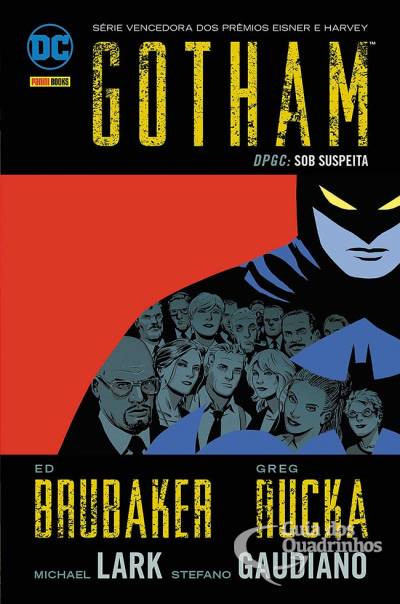 SÉRIE VENCEDORA DOS PRÊMIOS EISNER E HARVEY
DC
PANINI BOOKS
GOTHAM™
DPGC: SOB SUSPEITA
ED BRUBAKER
GREG RUCKA
MICHAEL LARK STEFANO GAUDIANO
Guia dos Quadrinhos